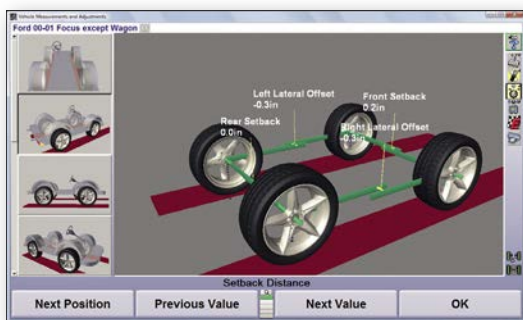 Vehicle Measurements and Adjustments
Ford 00-01 Focus except Wagon
Left Lateral Offset
-0.3in
Front Setback
0.2in
Rear Setback
0.0in
Right Lateral Offset
-0.3in
Setback Distance
Next Position
Previous Value
Next Value
OK